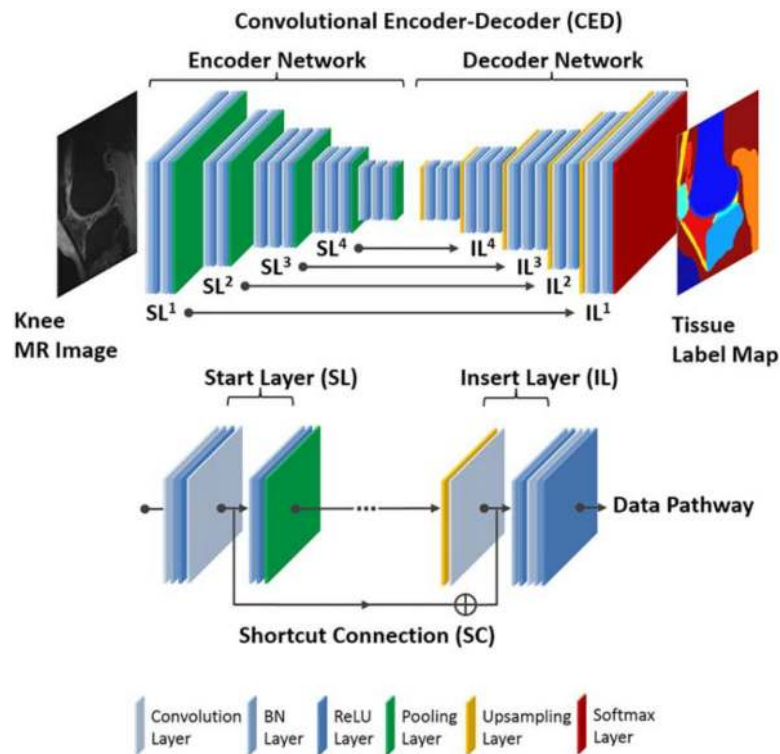 Convolutional Encoder-Decoder (CED)
Encoder Network
Decoder Network
SL¹
SL²
SL³
SL⁴
IL⁴
IL³
IL²
IL¹
Knee
MR Image
Tissue
Label Map
Start Layer (SL)
Insert Layer (IL)
Data Pathway
Shortcut Connection (SC)
Convolution
Layer
BN
Layer
ReLU
Layer
Pooling
Layer
Upsampling
Layer
Softmax
Layer